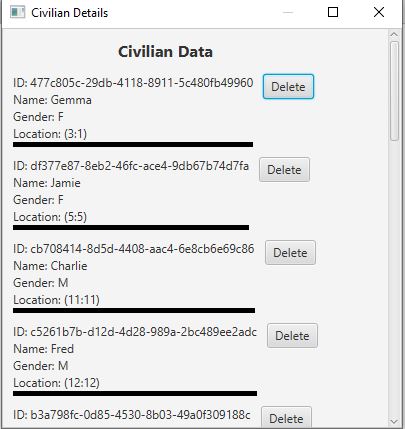 Civilian Details
Civilian Data
ID: 477c805c-29db-4118-8911-5c480fb49960 Delete
Name: Gemma
Gender: F
Location: (3:1)
ID: df377e87-8eb2-46fc-ace4-9db67b74d7fa Delete
Name: Jamie
Gender: F
Location: (5:5)
ID: cb708414-8d5d-4408-aac4-6e8cb6e69c86 Delete
Name: Charlie
Gender: M
Location: (11:11)
ID: c5261b7b-d12d-4d28-989a-2bc489ee2adc Delete
Name: Fred
Gender: M
Location: (12:12)
ID: b3a798fc-0d85-4530-8b03-49a0f309188c Delete